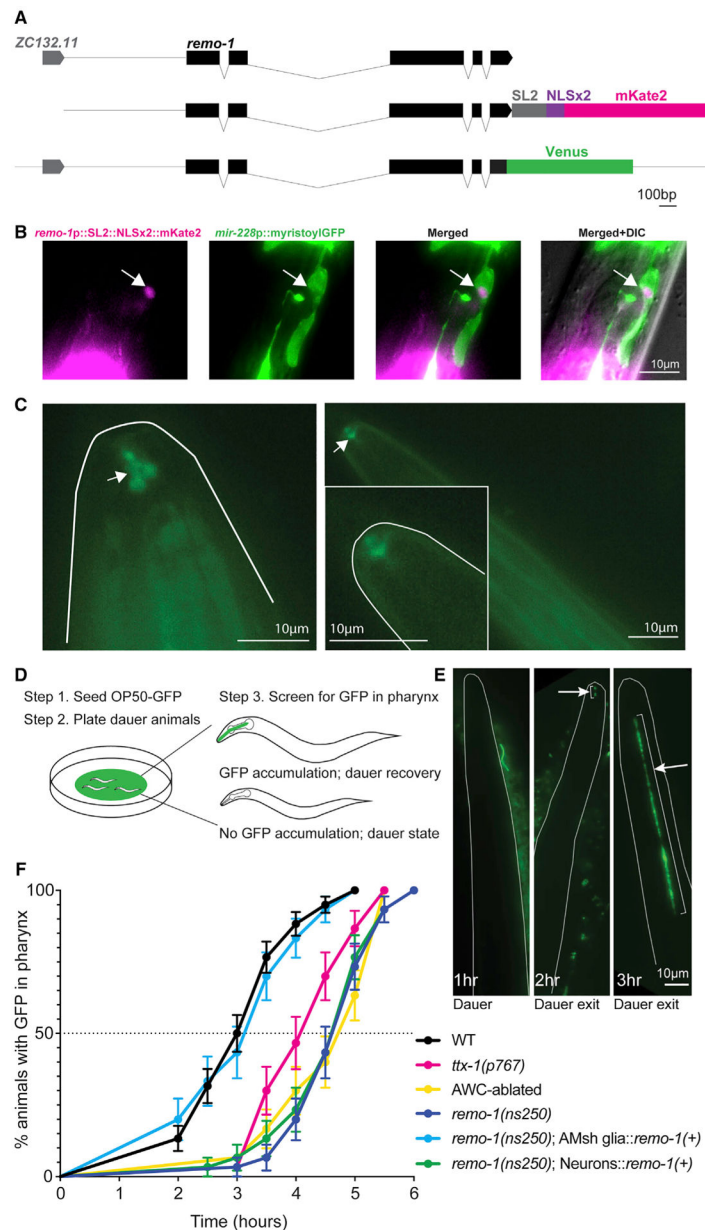 A
ZC132.11
remo-1
SL2 NLSx2 mKate2
Venus
100bp
B
remo-1p::SL2::NLSx2::mKate2
mir-228p::myristoylGFP
Merged
Merged+DIC
10µm
C
10µm
10µm
10µm
D
Step 1. Seed OP50-GFP
Step 2. Plate dauer animals
Step 3. Screen for GFP in pharynx
GFP accumulation; dauer recovery
No GFP accumulation; dauer state
E
1hr
2hr
3hr
10µm
Dauer
Dauer exit
Dauer exit
F
% animals with GFP in pharynx
100
50
0
0 1 2 3 4 5 6
Time (hours)
WT
ttx-1(p767)
AWC-ablated
remo-1(ns250)
remo-1(ns250); AMsh glia::remo-1(+)
remo-1(ns250); Neurons::remo-1(+)